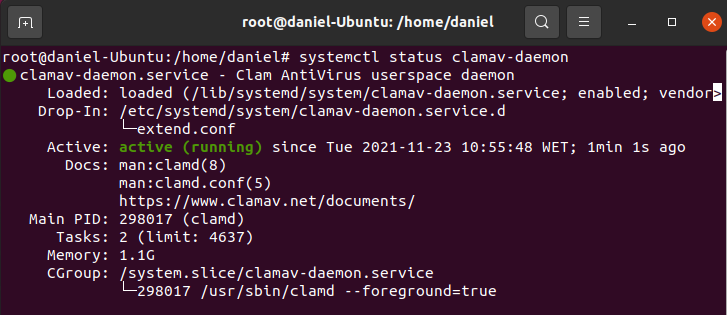 root@daniel-Ubuntu: /home/daniel
root@daniel-Ubuntu:/home/daniel# systemctl status clamav-daemon
● clamav-daemon.service - Clam AntiVirus userspace daemon
     Loaded: loaded (/lib/systemd/system/clamav-daemon.service; enabled; vendor>
    Drop-In: /etc/systemd/system/clamav-daemon.service.d
             └─extend.conf
     Active: active (running) since Tue 2021-11-23 10:55:48 WET; 1min 1s ago
       Docs: man:clamd(8)
             man:clamd.conf(5)
             https://www.clamav.net/documents/
   Main PID: 298017 (clamd)
      Tasks: 2 (limit: 4637)
     Memory: 1.1G
     CGroup: /system.slice/clamav-daemon.service
             └─298017 /usr/sbin/clamd --foreground=true